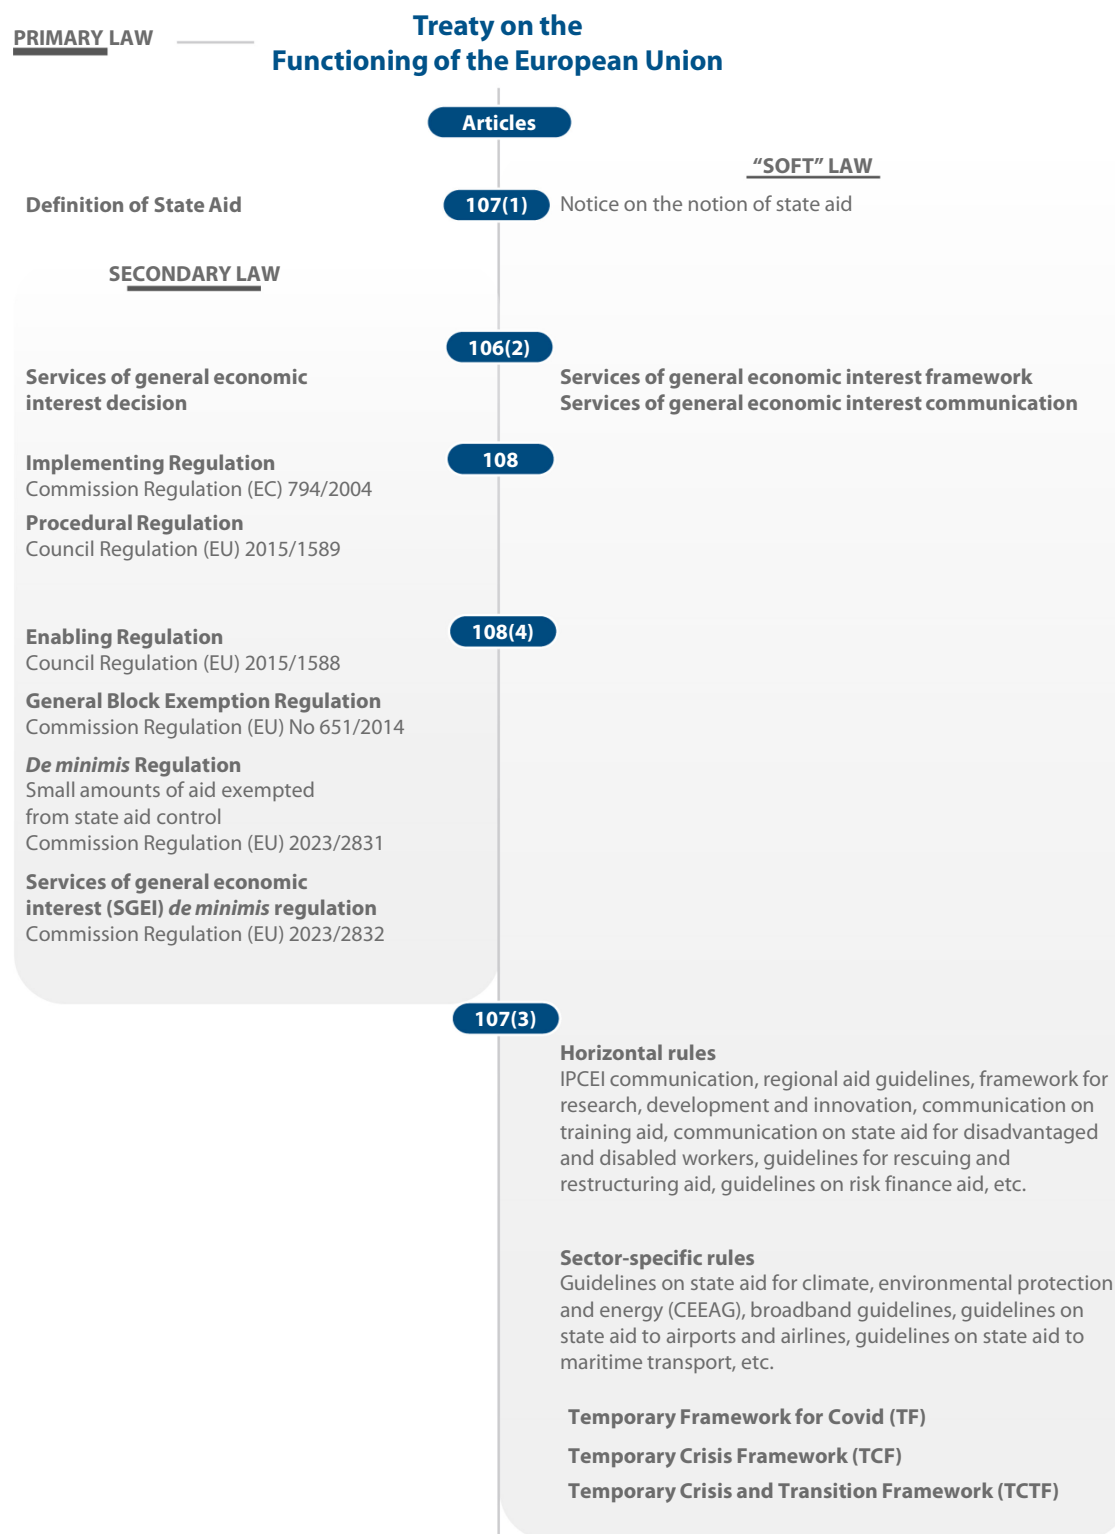 PRIMARY LAW
Treaty on the
Functioning of the European Union
Articles
"SOFT" LAW
Definition of State Aid
107(1)
Notice on the notion of state aid
SECONDARY LAW
106(2)
Services of general economic
interest decision
Services of general economic interest framework
Services of general economic interest communication
108
Implementing Regulation
Commission Regulation (EC) 794/2004
Procedural Regulation
Council Regulation (EU) 2015/1589
108(4)
Enabling Regulation
Council Regulation (EU) 2015/1588
General Block Exemption Regulation
Commission Regulation (EU) No 651/2014
De minimis Regulation
Small amounts of aid exempted
from state aid control
Commission Regulation (EU) 2023/2831
Services of general economic
interest (SGEI) de minimis regulation
Commission Regulation (EU) 2023/2832
107(3)
Horizontal rules
IPCEI communication, regional aid guidelines, framework for
research, development and innovation, communication on
training aid, communication on state aid for disadvantaged
and disabled workers, guidelines for rescuing and
restructuring aid, guidelines on risk finance aid, etc.
Sector-specific rules
Guidelines on state aid for climate, environmental protection
and energy (CEEAG), broadband guidelines, guidelines on
state aid to airports and airlines, guidelines on state aid to
maritime transport, etc.
Temporary Framework for Covid (TF)
Temporary Crisis Framework (TCF)
Temporary Crisis and Transition Framework (TCTF)